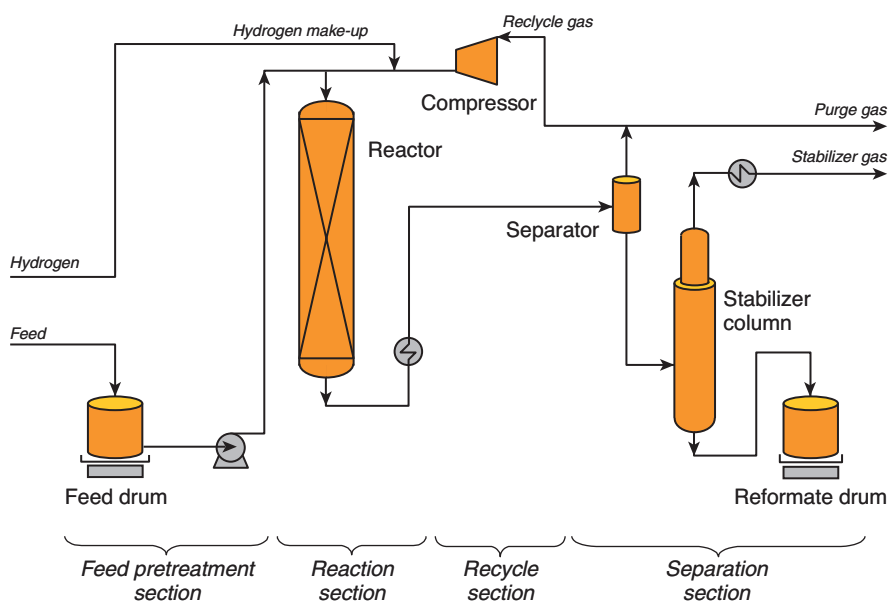 Hydrogen make-up
Reclycle gas
Compressor
Purge gas
Reactor
Stabilizer gas
Separator
Hydrogen
Stabilizer
column
Feed
Feed drum
Reformate drum
Feed pretreatment
section
Reaction
section
Recycle
section
Separation
section